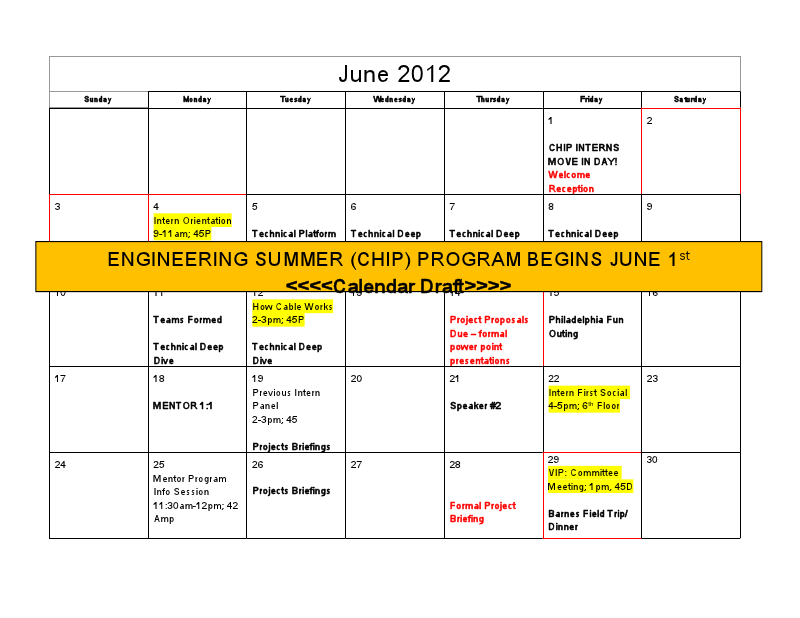 June 2012
Sunday Monday Tuesday Wednesday Thursday Friday Saturday
1 2
CHIP INTERNS
MOVE IN DAY!
Welcome
Reception
3 4 5 6 7 8 9
Intern Orientation
9-11am; 45P Technical Platform Technical Deep Technical Deep Technical Deep
ENGINEERING SUMMER (CHIP) PROGRAM BEGINS JUNE 1st
<<<<Calendar Draft>>>>
10 11 12 13 14 15 16
How Cable Works
Teams Formed 2-3pm; 45P Project Proposals Philadelphia Fun
Due – formal Outing
Technical Deep Technical Deep power point
Dive Dive presentations
17 18 19 20 21 22 23
Previous Intern Intern First Social
MENTOR 1:1 Panel Speaker #2 4-5pm; 6th Floor
2-3pm; 45
Projects Briefings
24 25 26 27 28 29 30
Mentor Program VIP: Committee
Info Session Projects Briefings Meeting; 1pm, 45D
11:30am-12pm; 42 Formal Project Barnes Field Trip/
Amp Briefing Dinner